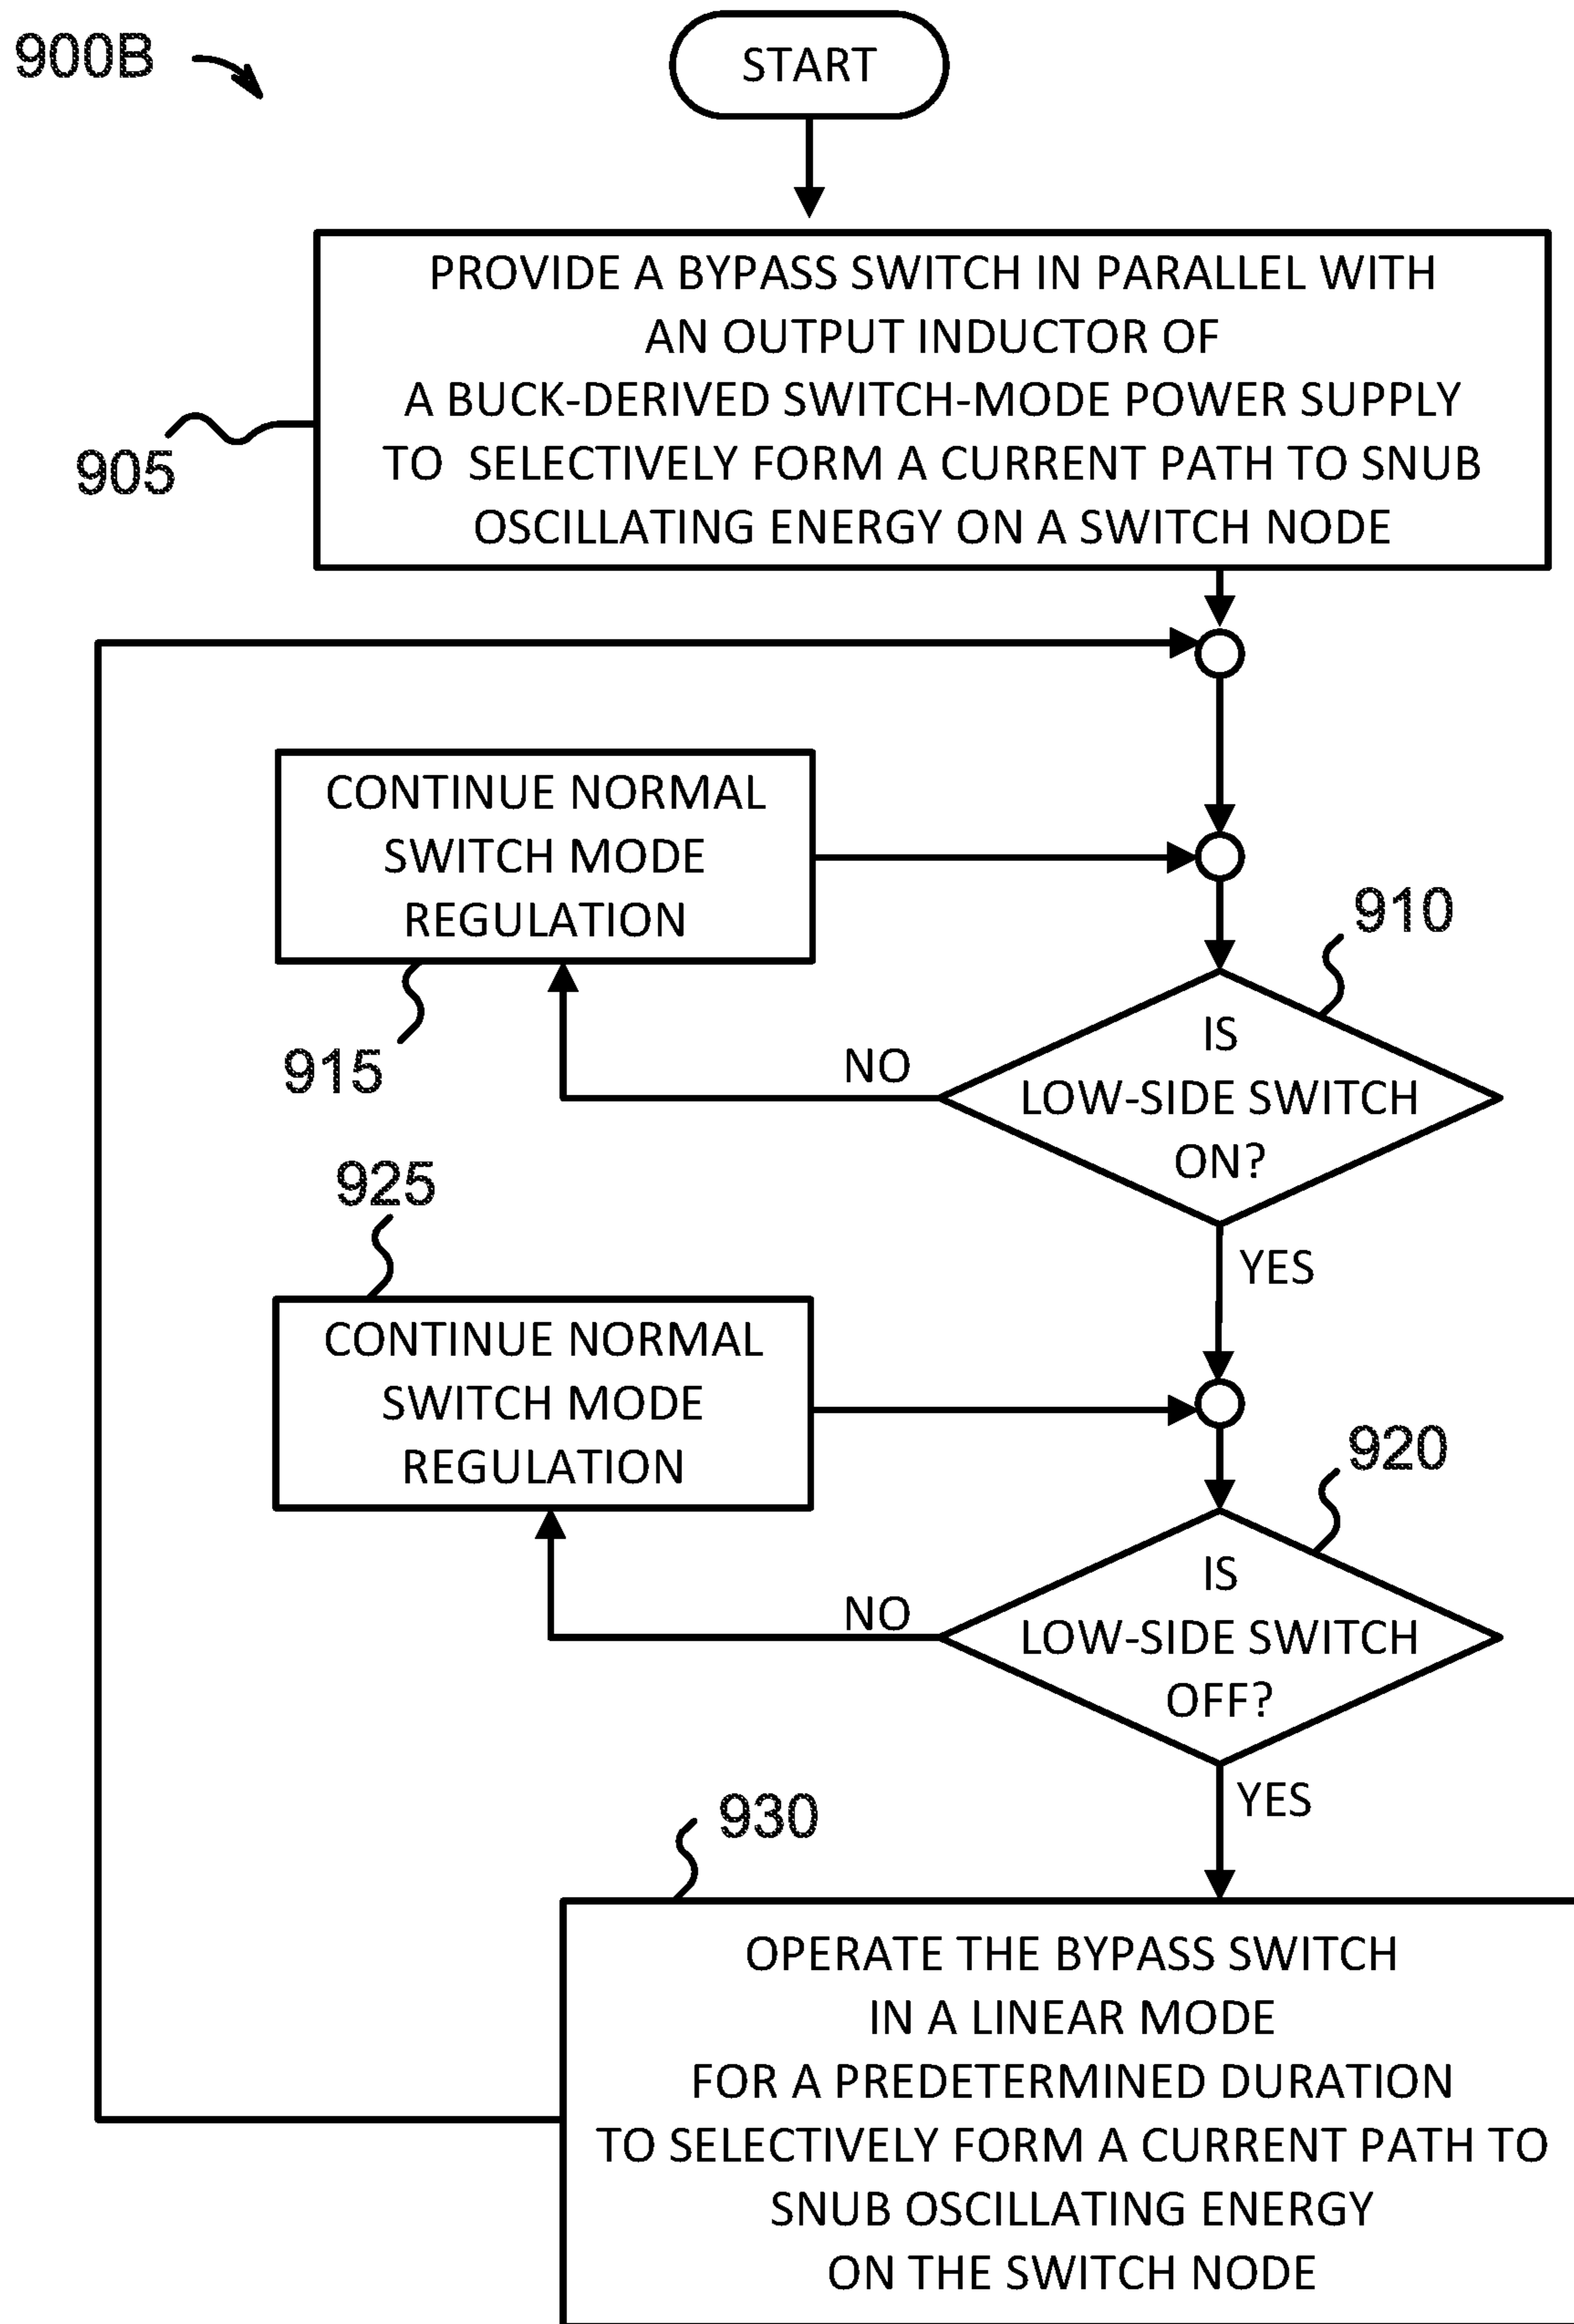 900B
START
PROVIDE A BYPASS SWITCH IN PARALLEL WITH
AN OUTPUT INDUCTOR OF
A BUCK-DERIVED SWITCH-MODE POWER SUPPLY
TO SELECTIVELY FORM A CURRENT PATH TO SNUB
OSCILLATING ENERGY ON A SWITCH NODE
905
CONTINUE NORMAL
SWITCH MODE
REGULATION
915
910
IS
LOW-SIDE SWITCH
ON?
NO
YES
925
CONTINUE NORMAL
SWITCH MODE
REGULATION
920
IS
LOW-SIDE SWITCH
OFF?
NO
YES
930
OPERATE THE BYPASS SWITCH
IN A LINEAR MODE
FOR A PREDETERMINED DURATION
TO SELECTIVELY FORM A CURRENT PATH TO
SNUB OSCILLATING ENERGY
ON THE SWITCH NODE